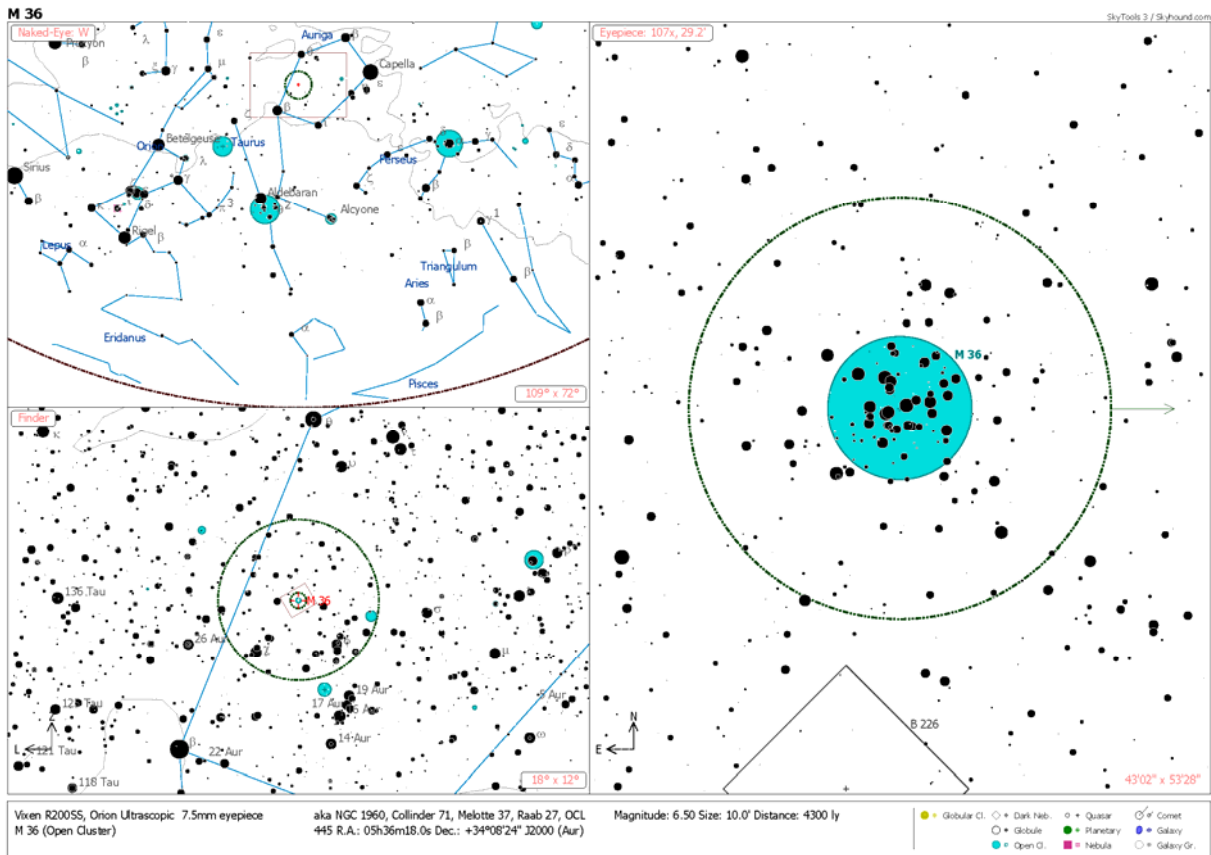 M 36
SkyTools 3 / Skyhound.com
Naked-Eye: W
Auriga
Procyon
β
λ
ε
μ
ξ
γ
θ
Capella
ε
β
ι
ζ
Betelgeuse
Orion
Taurus
λ
Perseus
δ
α
γ
δ
α
Sirius
β
γ
Aldebaran
ζ
β
κ
δ
π 3
θ 2
Alcyone
γ 1
Rigel
β
Lepus
α
β
Triangulum
β
Aries
α
β
Eridanus
α
Pisces
109° x 72°
Finder
κ
θ
υ
τ
136 Tau
M 36
β
σ
26 Aur
ζ
φ
μ
125 Tau
19 Aur
17 Aur
16 Aur
5 Aur
Z
L
121 Tau
β
22 Aur
14 Aur
ω
118 Tau
18° x 12°
Eyepiece: 107x, 29.2'
M 36
B 226
N
E
43'02" x 53'28"
Vixen R200SS, Orion Ultrascopic 7.5mm eyepiece
M 36 (Open Cluster)
aka NGC 1960, Collinder 71, Melotte 37, Raab 27, OCL
445 R.A.: 05h36m18.0s Dec.: +34°08'24" J2000 (Aur)
Magnitude: 6.50 Size: 10.0' Distance: 4300 ly
Globular Cl.
Dark Neb.
Quasar
Comet
Globule
Planetary
Galaxy
Open Cl.
Nebula
Galaxy Gr.